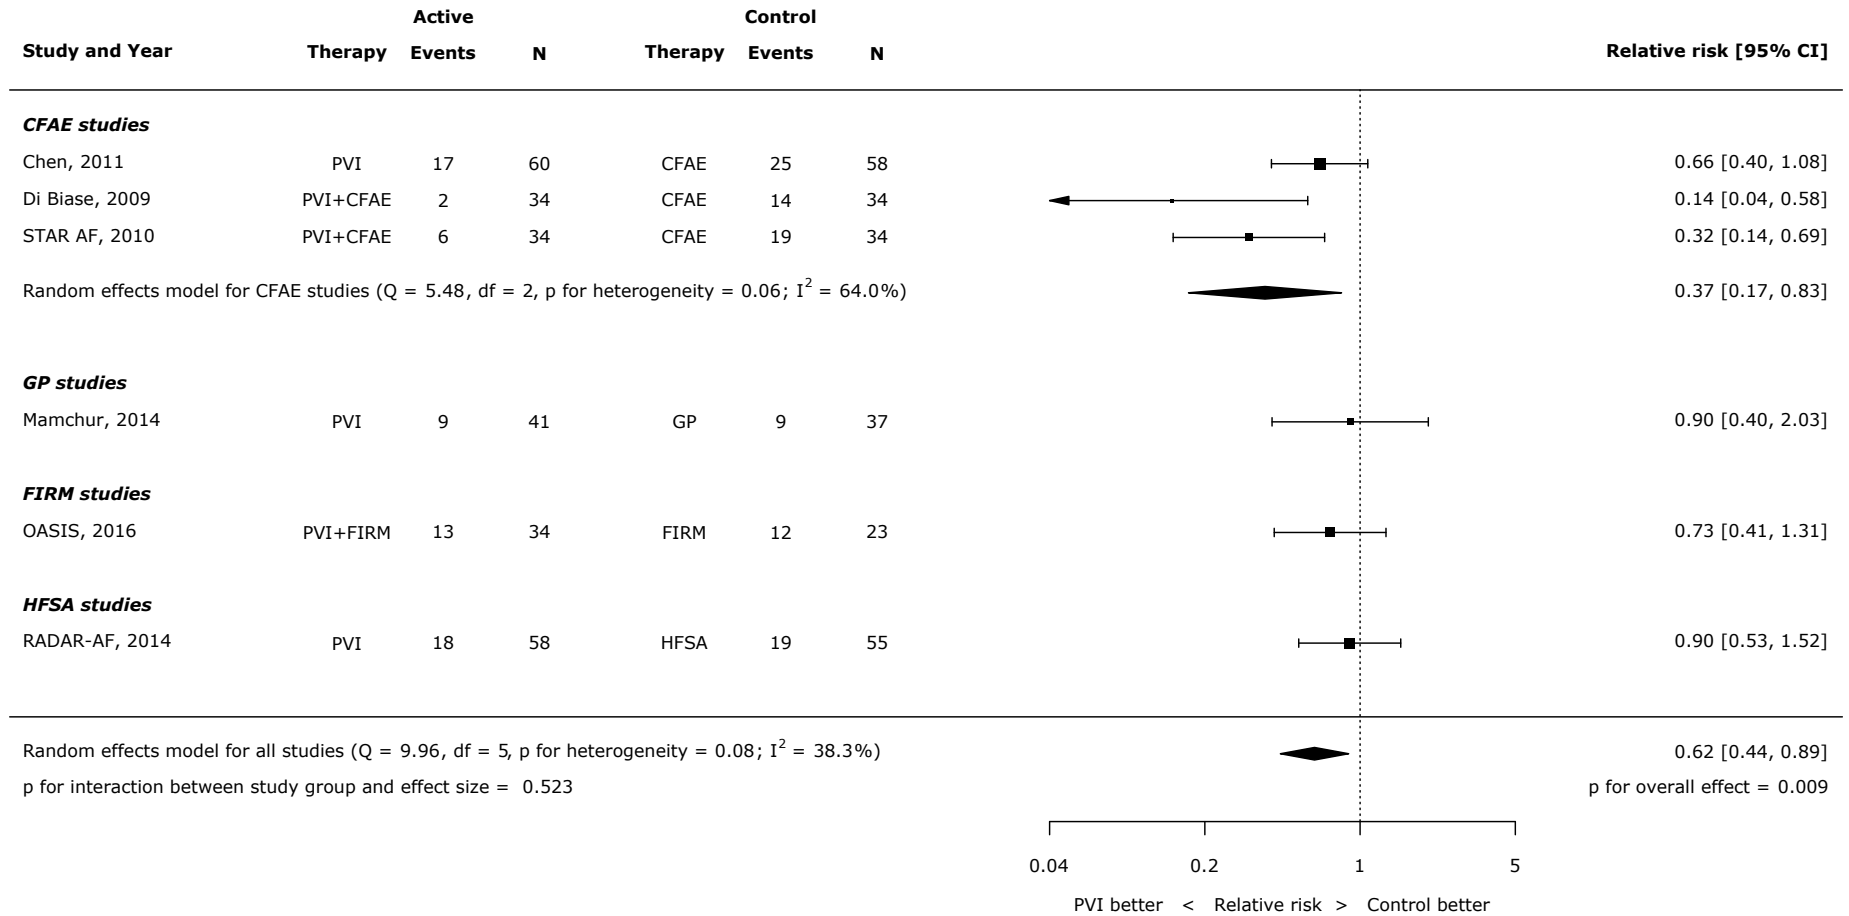 Active Control
Study and Year Therapy Events N Therapy Events N Relative risk [95% CI]
CFAE studies
Chen, 2011 PVI 17 60 CFAE 25 58 0.66 [0.40, 1.08]
Di Biase, 2009 PVI+CFAE 2 34 CFAE 14 34 0.14 [0.04, 0.58]
STAR AF, 2010 PVI+CFAE 6 34 CFAE 19 34 0.32 [0.14, 0.69]
Random effects model for CFAE studies (Q = 5.48, df = 2, p for heterogeneity = 0.06; I² = 64.0%) 0.37 [0.17, 0.83]
GP studies
Mamchur, 2014 PVI 9 41 GP 9 37 0.90 [0.40, 2.03]
FIRM studies
OASIS, 2016 PVI+FIRM 13 34 FIRM 12 23 0.73 [0.41, 1.31]
HFSA studies
RADAR-AF, 2014 PVI 18 58 HFSA 19 55 0.90 [0.53, 1.52]
Random effects model for all studies (Q = 9.96, df = 5, p for heterogeneity = 0.08; I² = 38.3%) 0.62 [0.44, 0.89]
p for interaction between study group and effect size = 0.523 p for overall effect = 0.009
0.04 0.2 1 5
PVI better < Relative risk > Control better